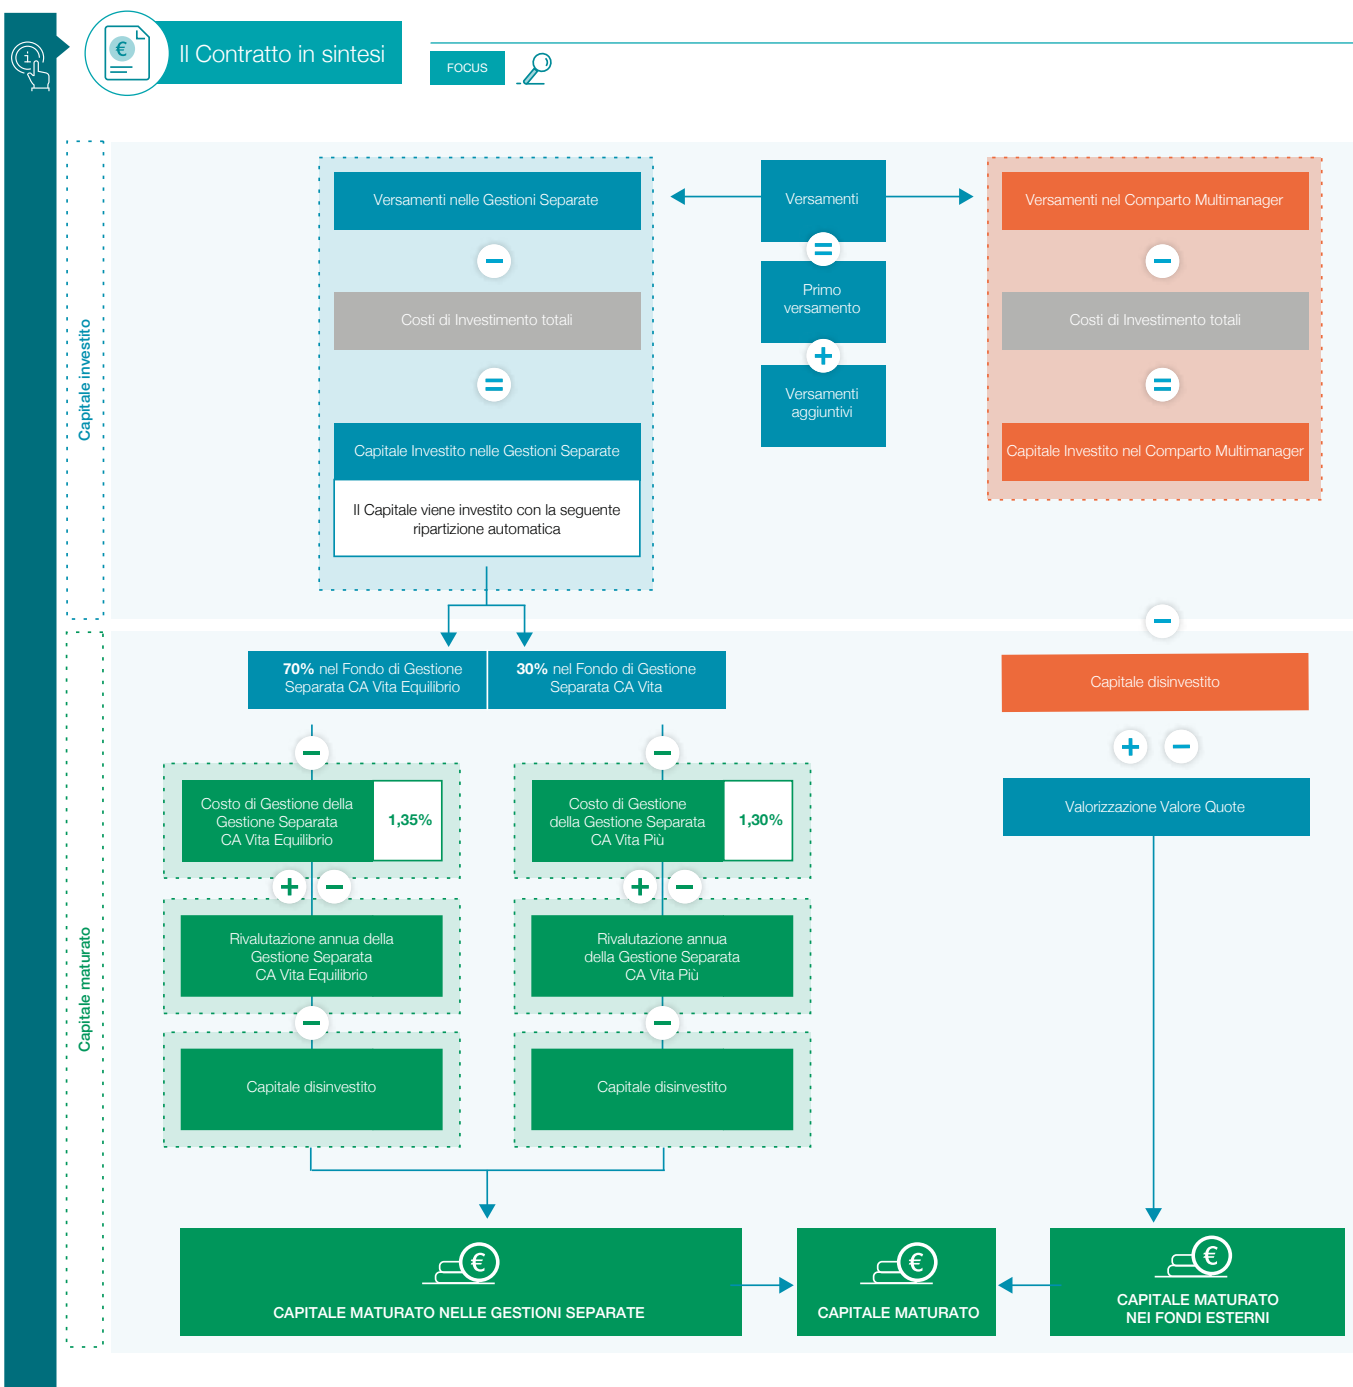 Il Contratto in sintesi
FOCUS
Capitale investito
Versamenti nelle Gestioni Separate
Costi di Investimento totali
Capitale Investito nelle Gestioni Separate
Il Capitale viene investito con la seguente
ripartizione automatica
Versamenti
Primo
versamento
Versamenti
aggiuntivi
Versamenti nel Comparto Multimanager
Costi di Investimento totali
Capitale Investito nel Comparto Multimanager
Capitale maturato
70% nel Fondo di Gestione
Separata CA Vita Equilibrio
30% nel Fondo di Gestione
Separata CA Vita
Costo di Gestione della
Gestione Separata
CA Vita Equilibrio
1,35%
Costo di Gestione
della Gestione Separata
CA Vita Più
1,30%
Rivalutazione annua della
Gestione Separata
CA Vita Equilibrio
Rivalutazione annua
della Gestione Separata
CA Vita Più
Capitale disinvestito
Capitale disinvestito
Capitale disinvestito
Valorizzazione Valore Quote
CAPITALE MATURATO NELLE GESTIONI SEPARATE
CAPITALE MATURATO
CAPITALE MATURATO
NEI FONDI ESTERNI